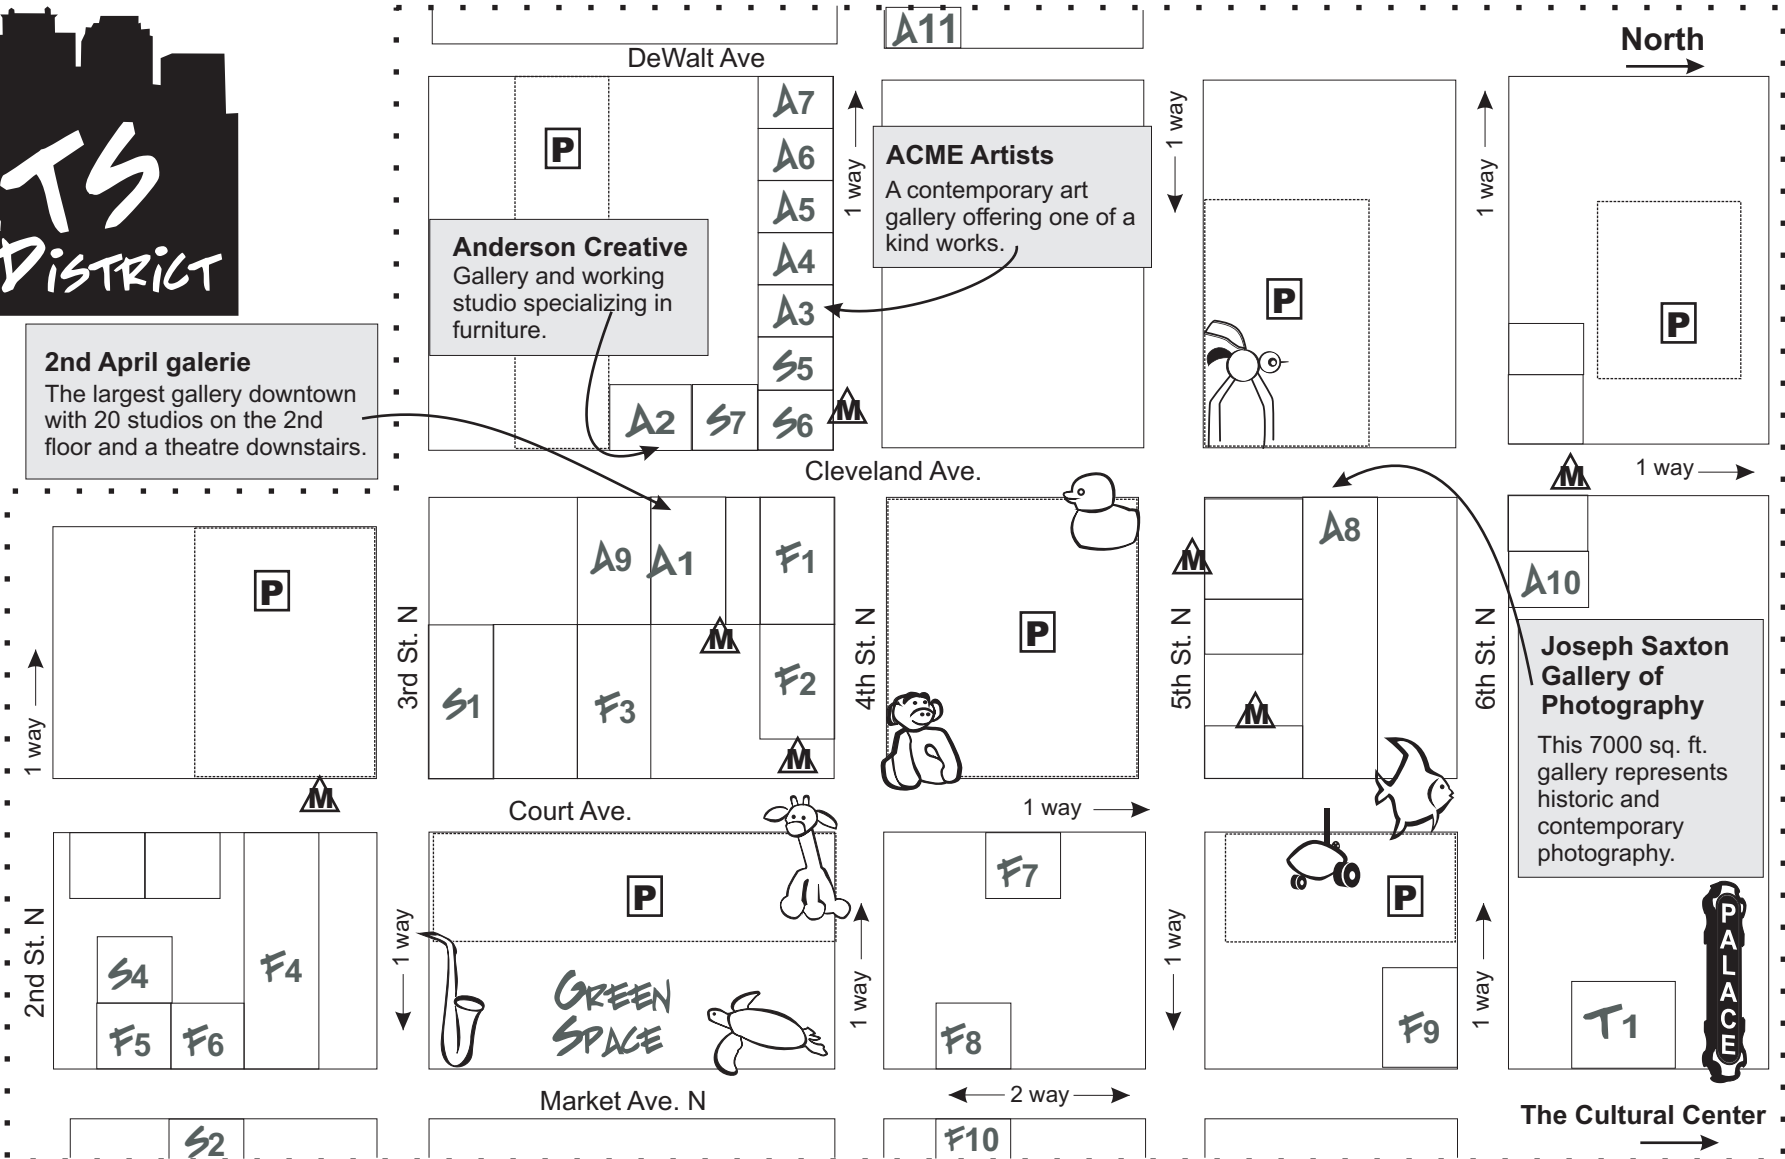 TS
DiSTRiCT
A11
DeWalt Ave
North
A7
A6
A5
A4
A3
S5
S6
P
1 way
ACME Artists
A contemporary art
gallery offering one of a
kind works.
1 way
1 way
P
P
Anderson Creative
Gallery and working
studio specializing in
furniture.
2nd April galerie
The largest gallery downtown
with 20 studios on the 2nd
floor and a theatre downstairs.
A2
S7
M
Cleveland Ave.
M
1 way
P
1 way
3rd St. N
A9
A1
F1
M
S1
F3
F2
M
4th St. N
P
5th St. N
M
A8
M
6th St. N
A10
Joseph Saxton
Gallery of
Photography
This 7000 sq. ft.
gallery represents
historic and
contemporary
photography.
M
Court Ave.
1 way
2nd St. N
S4
F4
F5
F6
1 way
P
GREEN
SPACE
1 way
F7
F8
1 way
P
F9
1 way
T1
PALACE
Market Ave. N
2 way
The Cultural Center
S2
F10